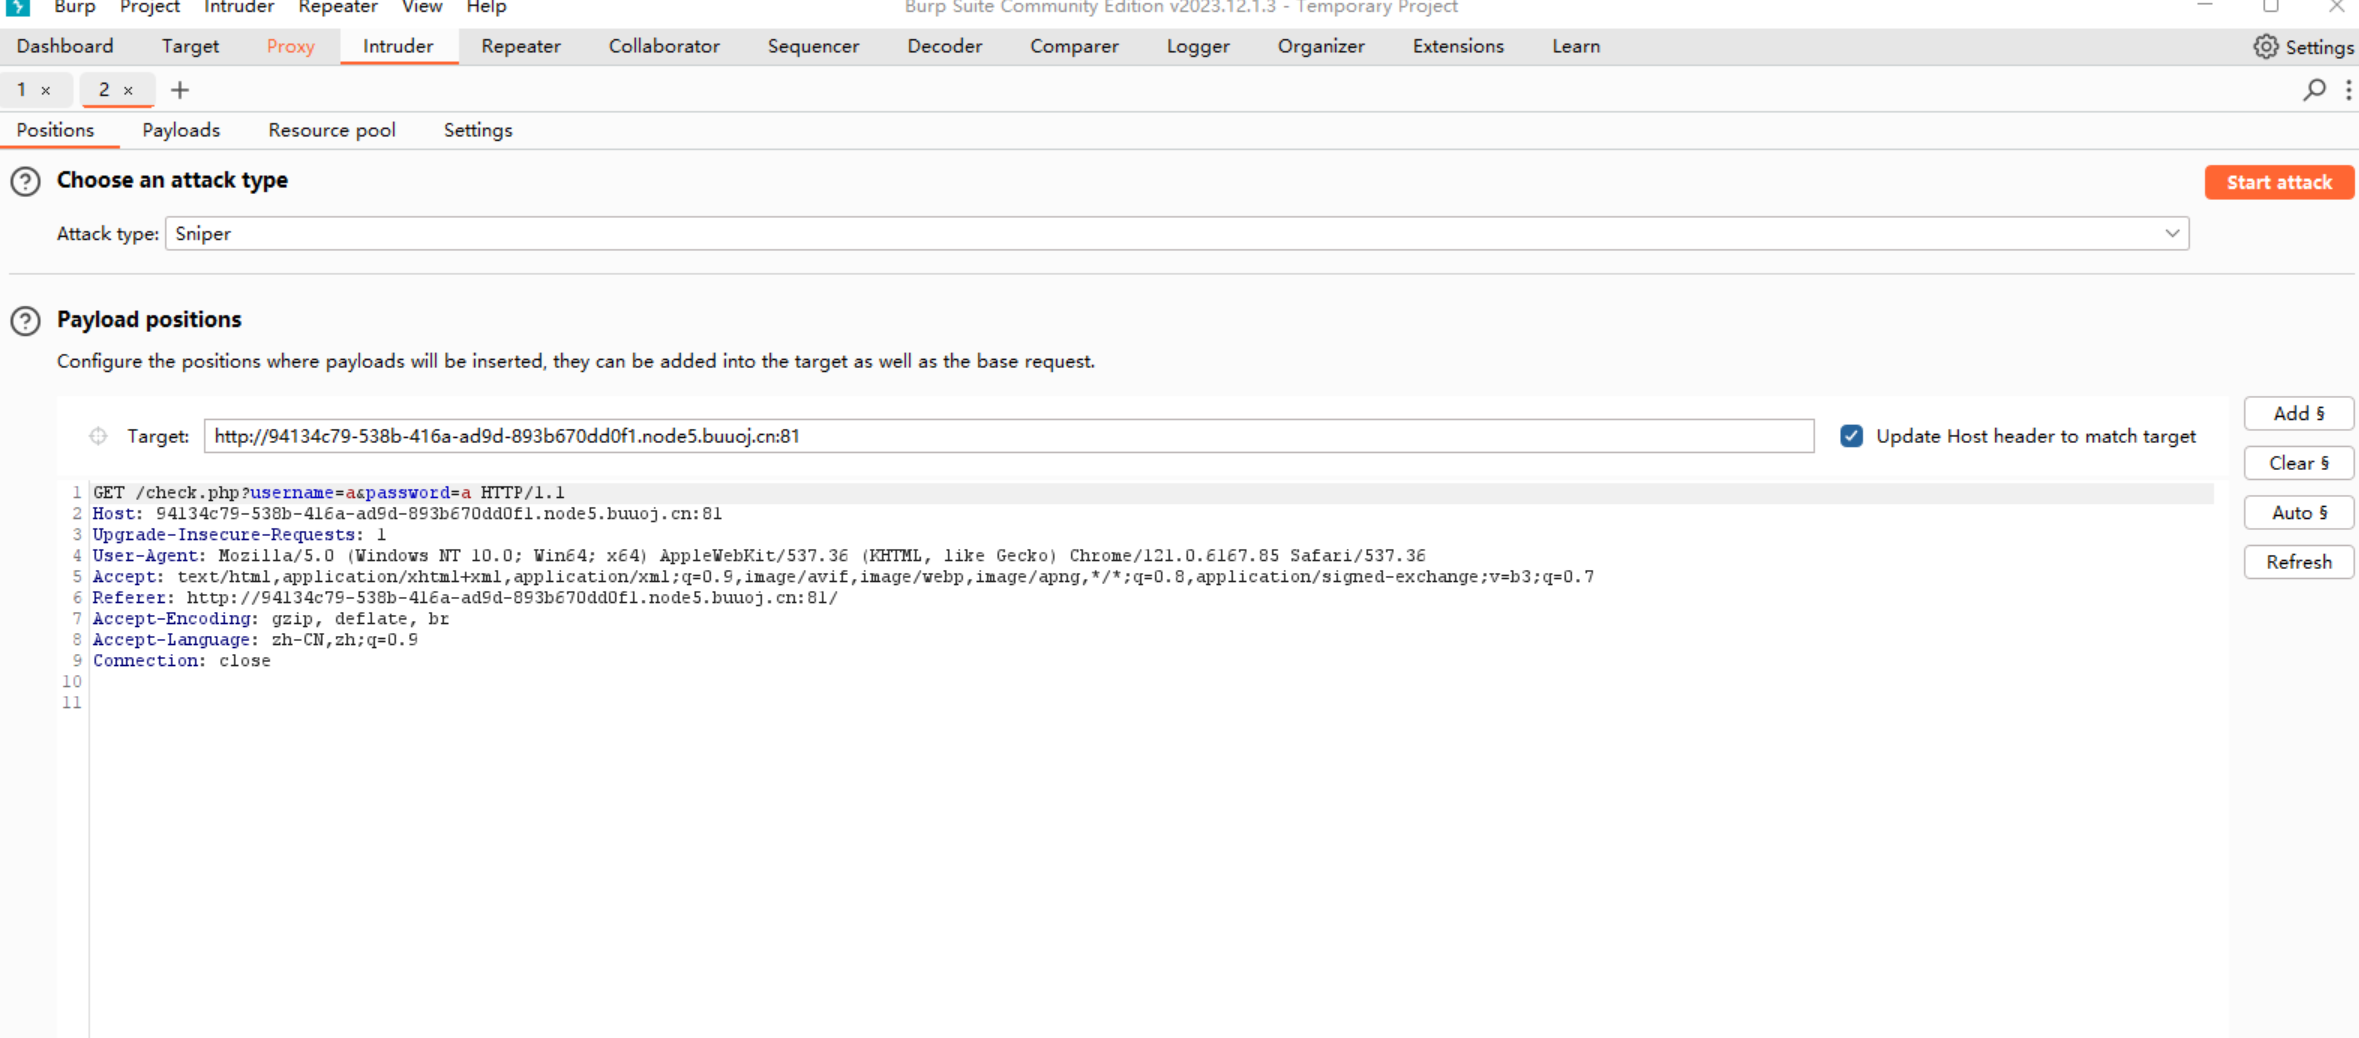 Burp Project Intruder Repeater View Help Burp Suite Community Edition v2023.12.1.3 - Temporary Project
Dashboard Target Proxy Intruder Repeater Collaborator Sequencer Decoder Comparer Logger Organizer Extensions Learn Settings
1 × 2 × +
Positions Payloads Resource pool Settings
Choose an attack type Start attack
Attack type: Sniper
Payload positions
Configure the positions where payloads will be inserted, they can be added into the target as well as the base request.
Target: http://94134c79-538b-416a-ad9d-893b670dd0f1.node5.buuoj.cn:81 Update Host header to match target
Add §
Clear §
Auto §
Refresh
1 GET /check.php?username=a&password=a HTTP/1.1
2 Host: 94134c79-538b-416a-ad9d-893b670dd0f1.node5.buuoj.cn:81
3 Upgrade-Insecure-Requests: 1
4 User-Agent: Mozilla/5.0 (Windows NT 10.0; Win64; x64) AppleWebKit/537.36 (KHTML, like Gecko) Chrome/121.0.6167.85 Safari/537.36
5 Accept: text/html,application/xhtml+xml,application/xml;q=0.9,image/avif,image/webp,image/apng,*/*;q=0.8,application/signed-exchange;v=b3;q=0.7
6 Referer: http://94134c79-538b-416a-ad9d-893b670dd0f1.node5.buuoj.cn:81/
7 Accept-Encoding: gzip, deflate, br
8 Accept-Language: zh-CN,zh;q=0.9
9 Connection: close
10
11